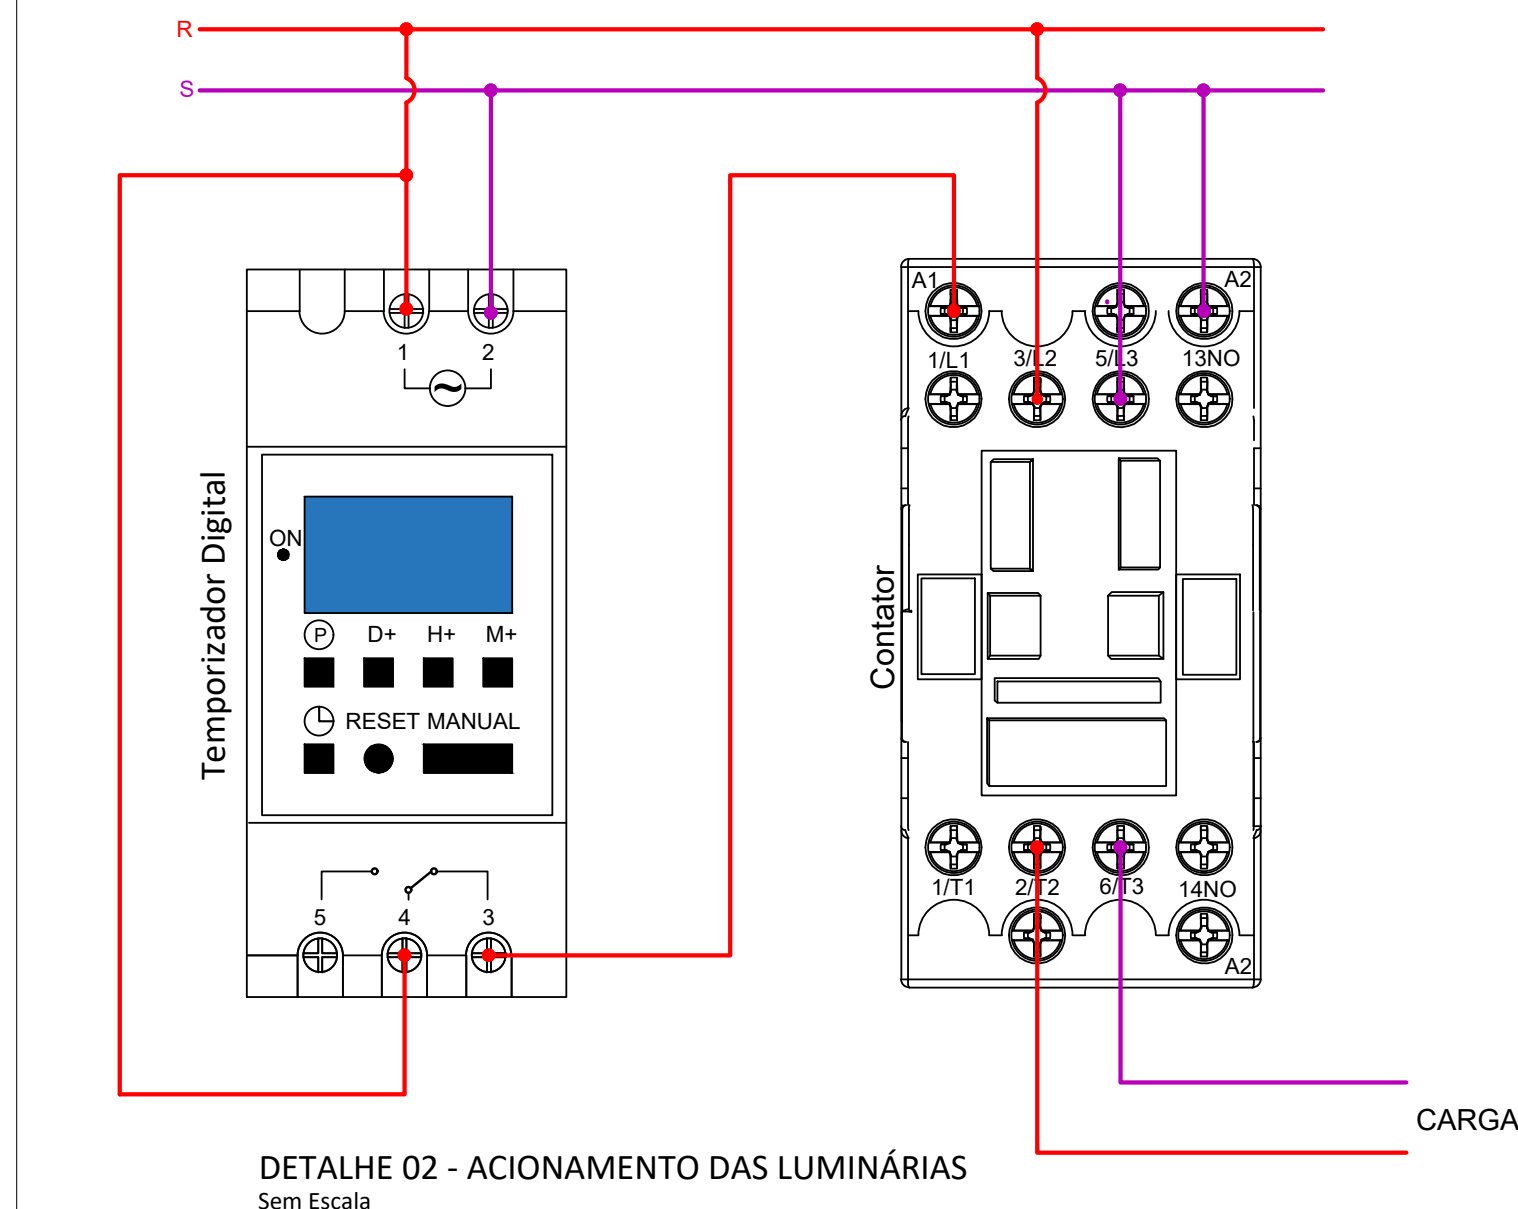 R
S
A1
A2
1
2
1/L1
3/L2
5/L3
13NO
Temporizador Digital
ON
P
D+
H+
M+
RESET
MANUAL
Contator
5
4
3
1/T1
2/T2
6/T3
14NO
A2
CARGA
DETALHE 02 - ACIONAMENTO DAS LUMINÁRIAS
Sem Escala